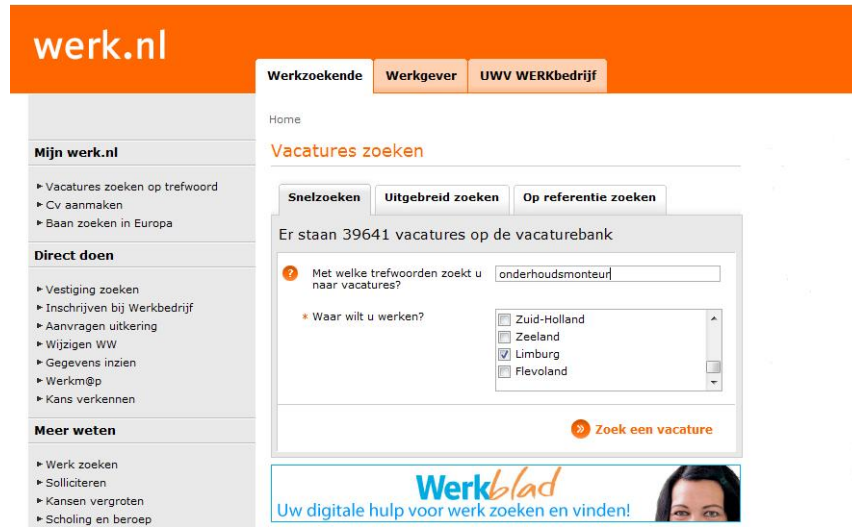 werk.nl
Werkzoekende
Werkgever
UWV WERKbedrijf
Home
Mijn werk.nl
Vacatures zoeken op trefwoord
Cv aanmaken
Baan zoeken in Europa
Direct doen
Vestiging zoeken
Inschrijven bij Werkbedrijf
Aanvragen uitkering
Wijzigen WW
Gegevens inzien
Werkm@p
Kans verkennen
Meer weten
Werk zoeken
Solliciteren
Kansen vergroten
Scholing en beroep
Vacatures zoeken
Snelzoeken
Uitgebreid zoeken
Op referentie zoeken
Er staan 39641 vacatures op de vacaturebank
? Met welke trefwoorden zoekt u
naar vacatures?
onderhoudsmonteur
* Waar wilt u werken?
Zuid-Holland
Zeeland
Limburg
Flevoland
Zoek een vacature
Werkblad
Uw digitale hulp voor werk zoeken en vinden!